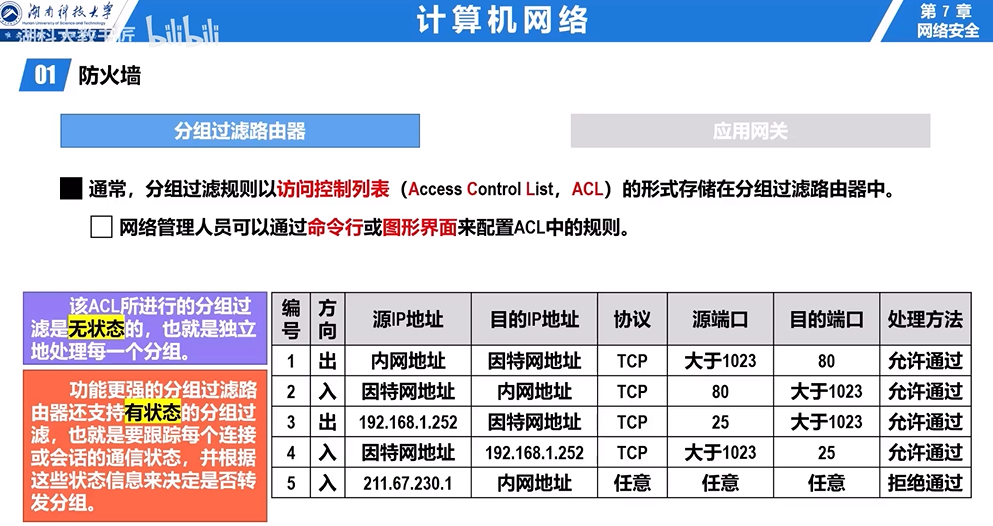 湖南科技大学
Hunan University of Science and Technology
湖科大教书匠 bilibili
计算机网络
第 7 章
网络安全
01 防火墙
分组过滤路由器
应用网关
通常，分组过滤规则以访问控制列表（Access Control List，ACL）的形式存储在分组过滤路由器中。
网络管理人员可以通过命令行或图形界面来配置ACL中的规则。
该ACL所进行的分组过
滤是无状态的，也就是独立
地处理每一个分组。
功能更强的分组过滤路
由器还支持有状态的分组过
滤，也就是要跟踪每个连接
或会话的通信状态，并根据
这些状态信息来决定是否转
发分组。
编号 方向 源IP地址 目的IP地址 协议 源端口 目的端口 处理方法
1 出 内网地址 因特网地址 TCP 大于1023 80 允许通过
2 入 因特网地址 内网地址 TCP 80 大于1023 允许通过
3 出 192.168.1.252 因特网地址 TCP 25 大于1023 允许通过
4 入 因特网地址 192.168.1.252 TCP 大于1023 25 允许通过
5 入 211.67.230.1 内网地址 任意 任意 任意 拒绝通过